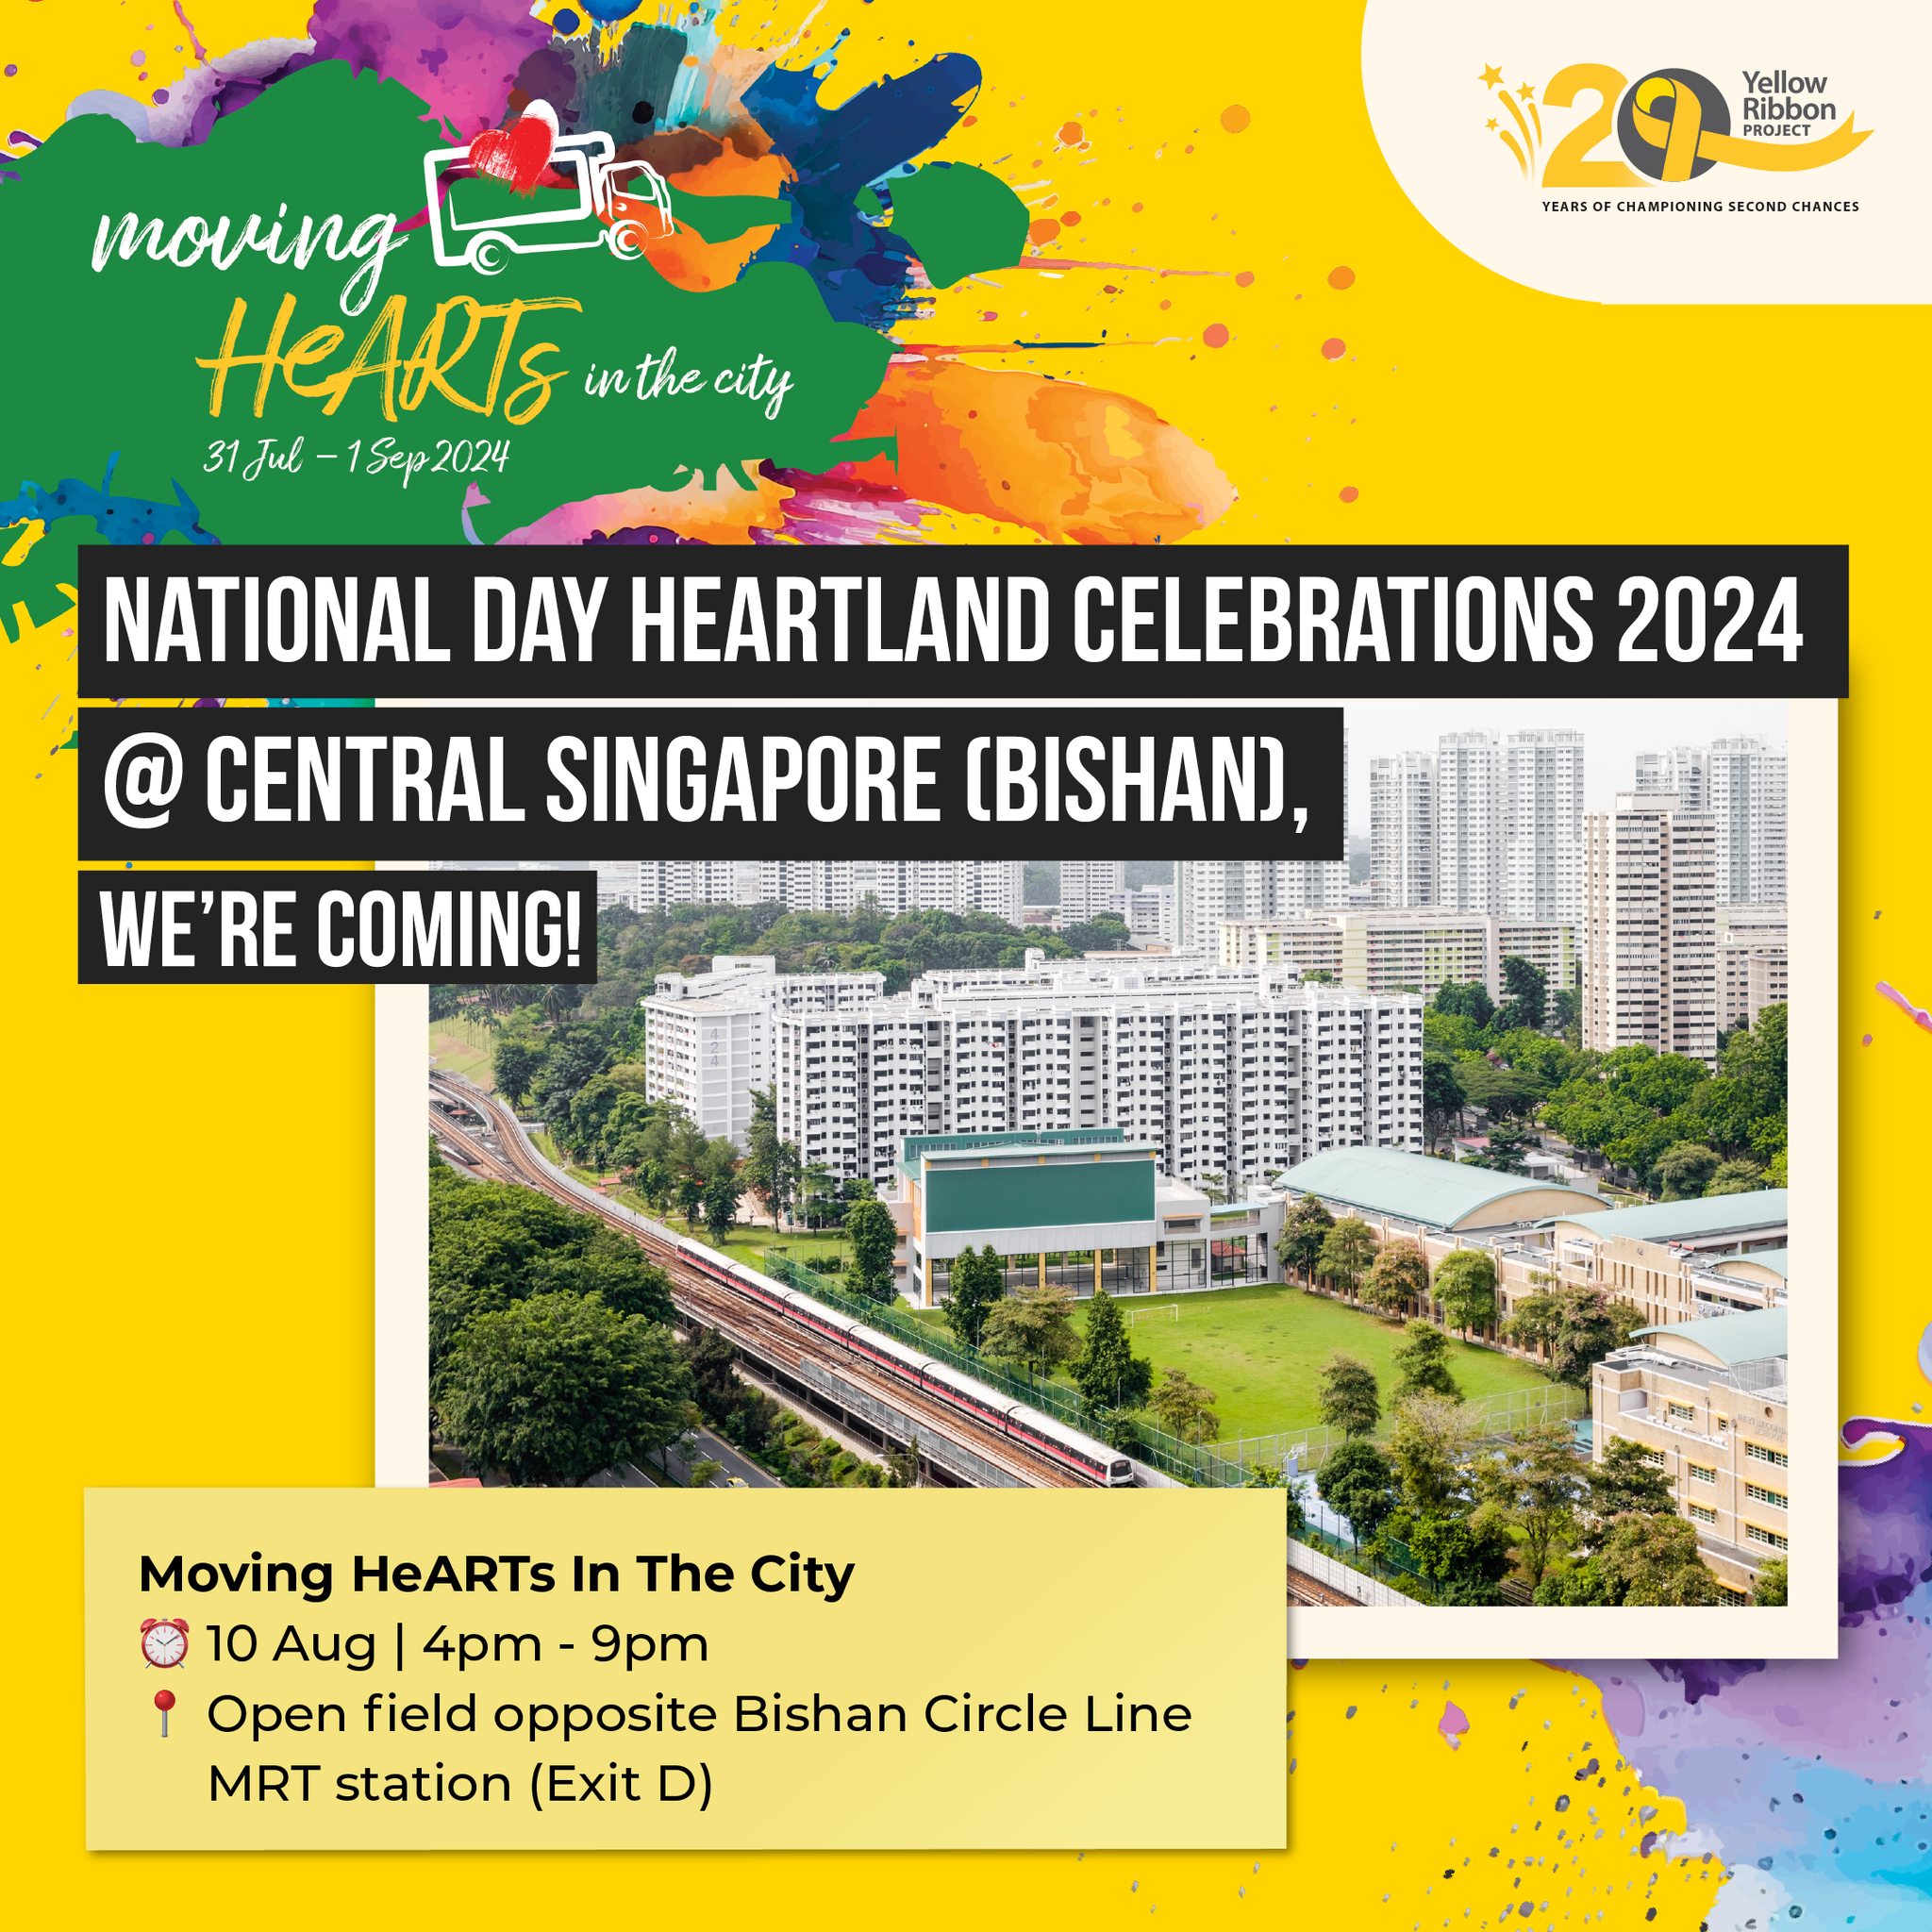 moving
HeARTs in the city
31 Jul – 1 Sep 2024
20
Yellow
Ribbon
PROJECT
YEARS OF CHAMPIONING SECOND CHANCES
NATIONAL DAY HEARTLAND CELEBRATIONS 2024
@ CENTRAL SINGAPORE (BISHAN),
WE'RE COMING!
424
Moving HeARTs In The City
10 Aug | 4pm - 9pm
Open field opposite Bishan Circle Line
MRT station (Exit D)